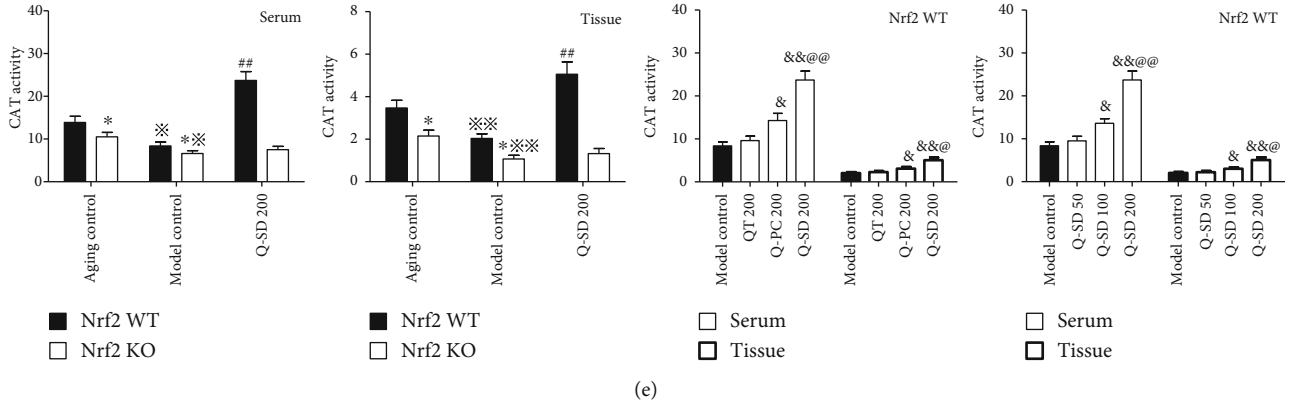 Serum
CAT activity
40
30
20
10
0
*
※
*※
##
Aging control
Model control
Q-SD 200
Nrf2 WT
Nrf2 KO
Tissue
CAT activity
8
6
4
2
0
*
※※
*※※
##
Aging control
Model control
Q-SD 200
Nrf2 WT
Nrf2 KO
Nrf2 WT
CAT activity
40
30
20
10
0
&
&&@@
&
&&@
Model control
QT 200
Q-PC 200
Q-SD 200
Model control
QT 200
Q-PC 200
Q-SD 200
Serum
Tissue
Nrf2 WT
CAT activity
40
30
20
10
0
&
&&@@
&
&&@
Model control
Q-SD 50
Q-SD 100
Q-SD 200
Model control
Q-SD 50
Q-SD 100
Q-SD 200
Serum
Tissue
(e)